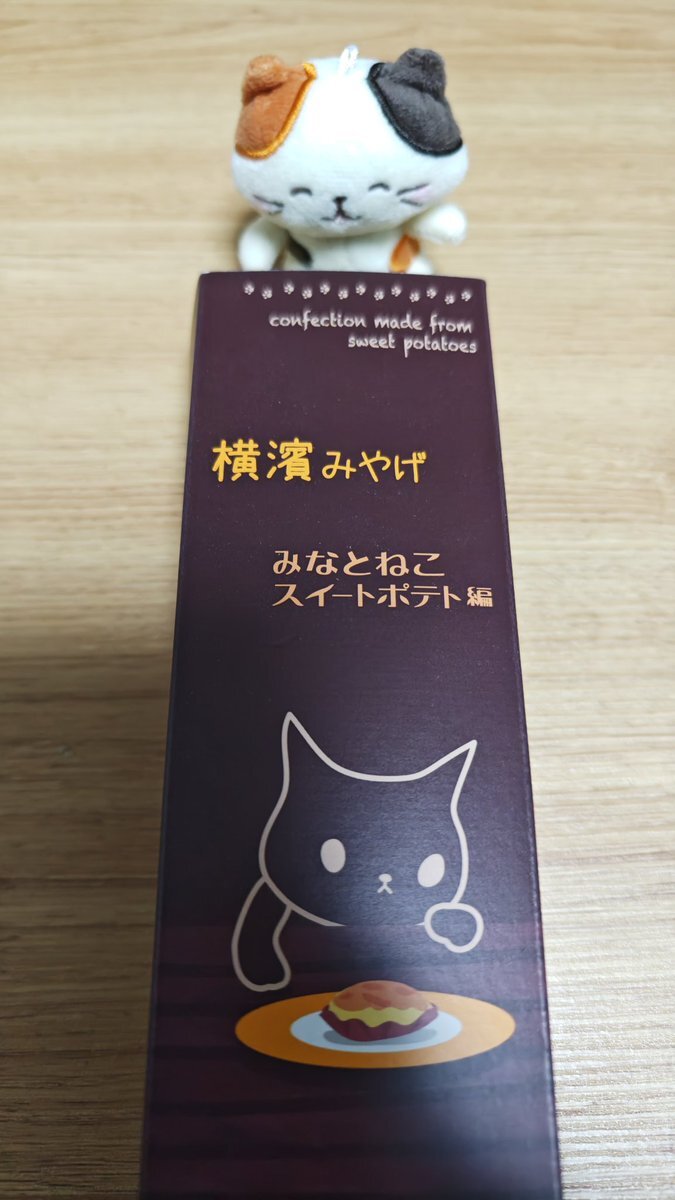 confection made from
sweet potatoes
横濱みやげ
みなとねこ
スイートポテト編